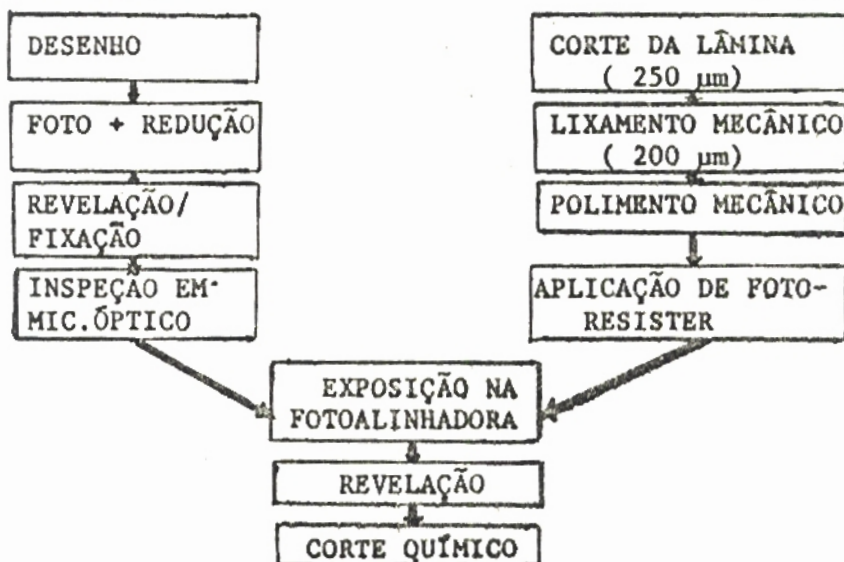 DESENHO
FOTO + REDUÇÃO
REVELAÇÃO/
FIXAÇÃO
INSPEÇÃO EM
MIC.ÓPTICO
CORTE DA LÂMINA
( 250 µm)
LIXAMENTO MECÂNICO
( 200 µm)
POLIMENTO MECÂNICO
APLICAÇÃO DE FOTO-
RESISTER
EXPOSIÇÃO NA
FOTOALINHADORA
REVELAÇÃO
CORTE QUÍMICO